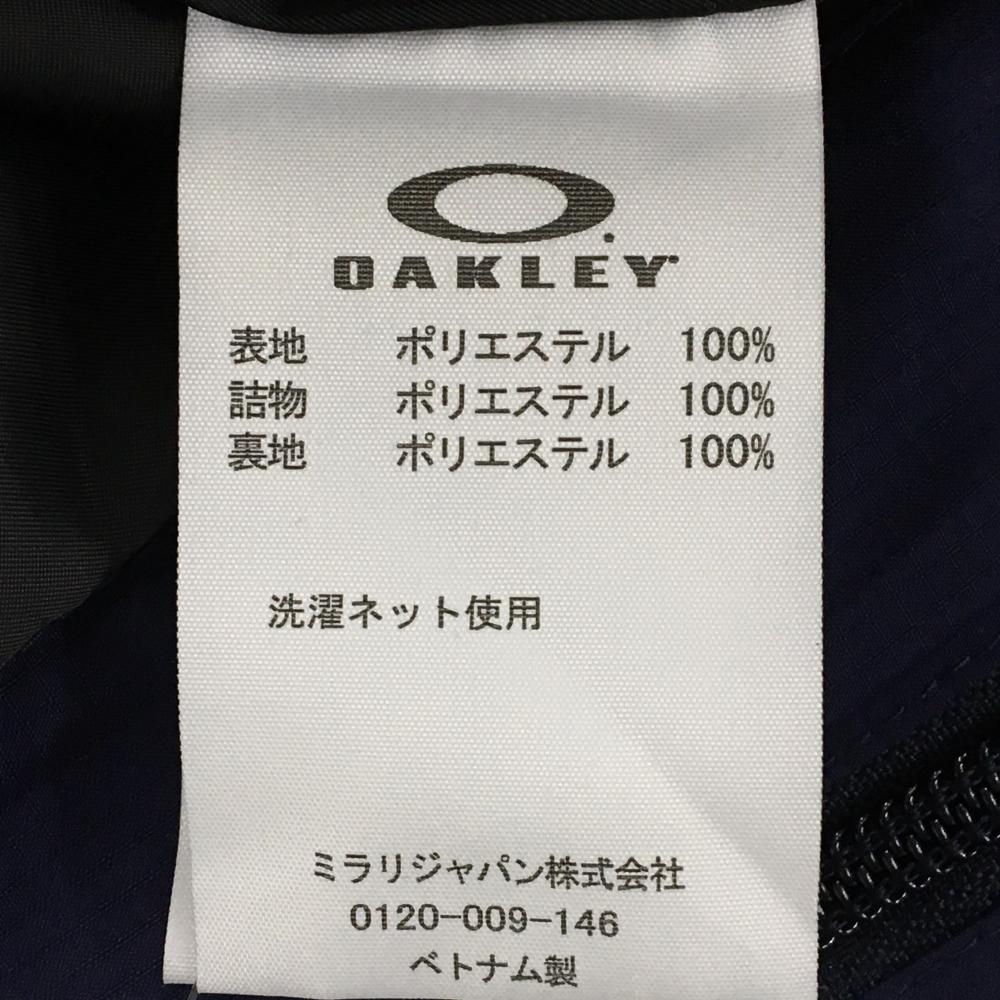 OAKLEY
表地 ポリエステル 100%
詰物 ポリエステル 100%
裏地 ポリエステル 100%
洗濯ネット使用
ミラリジャパン株式会社
0120-009-146
ベトナム製